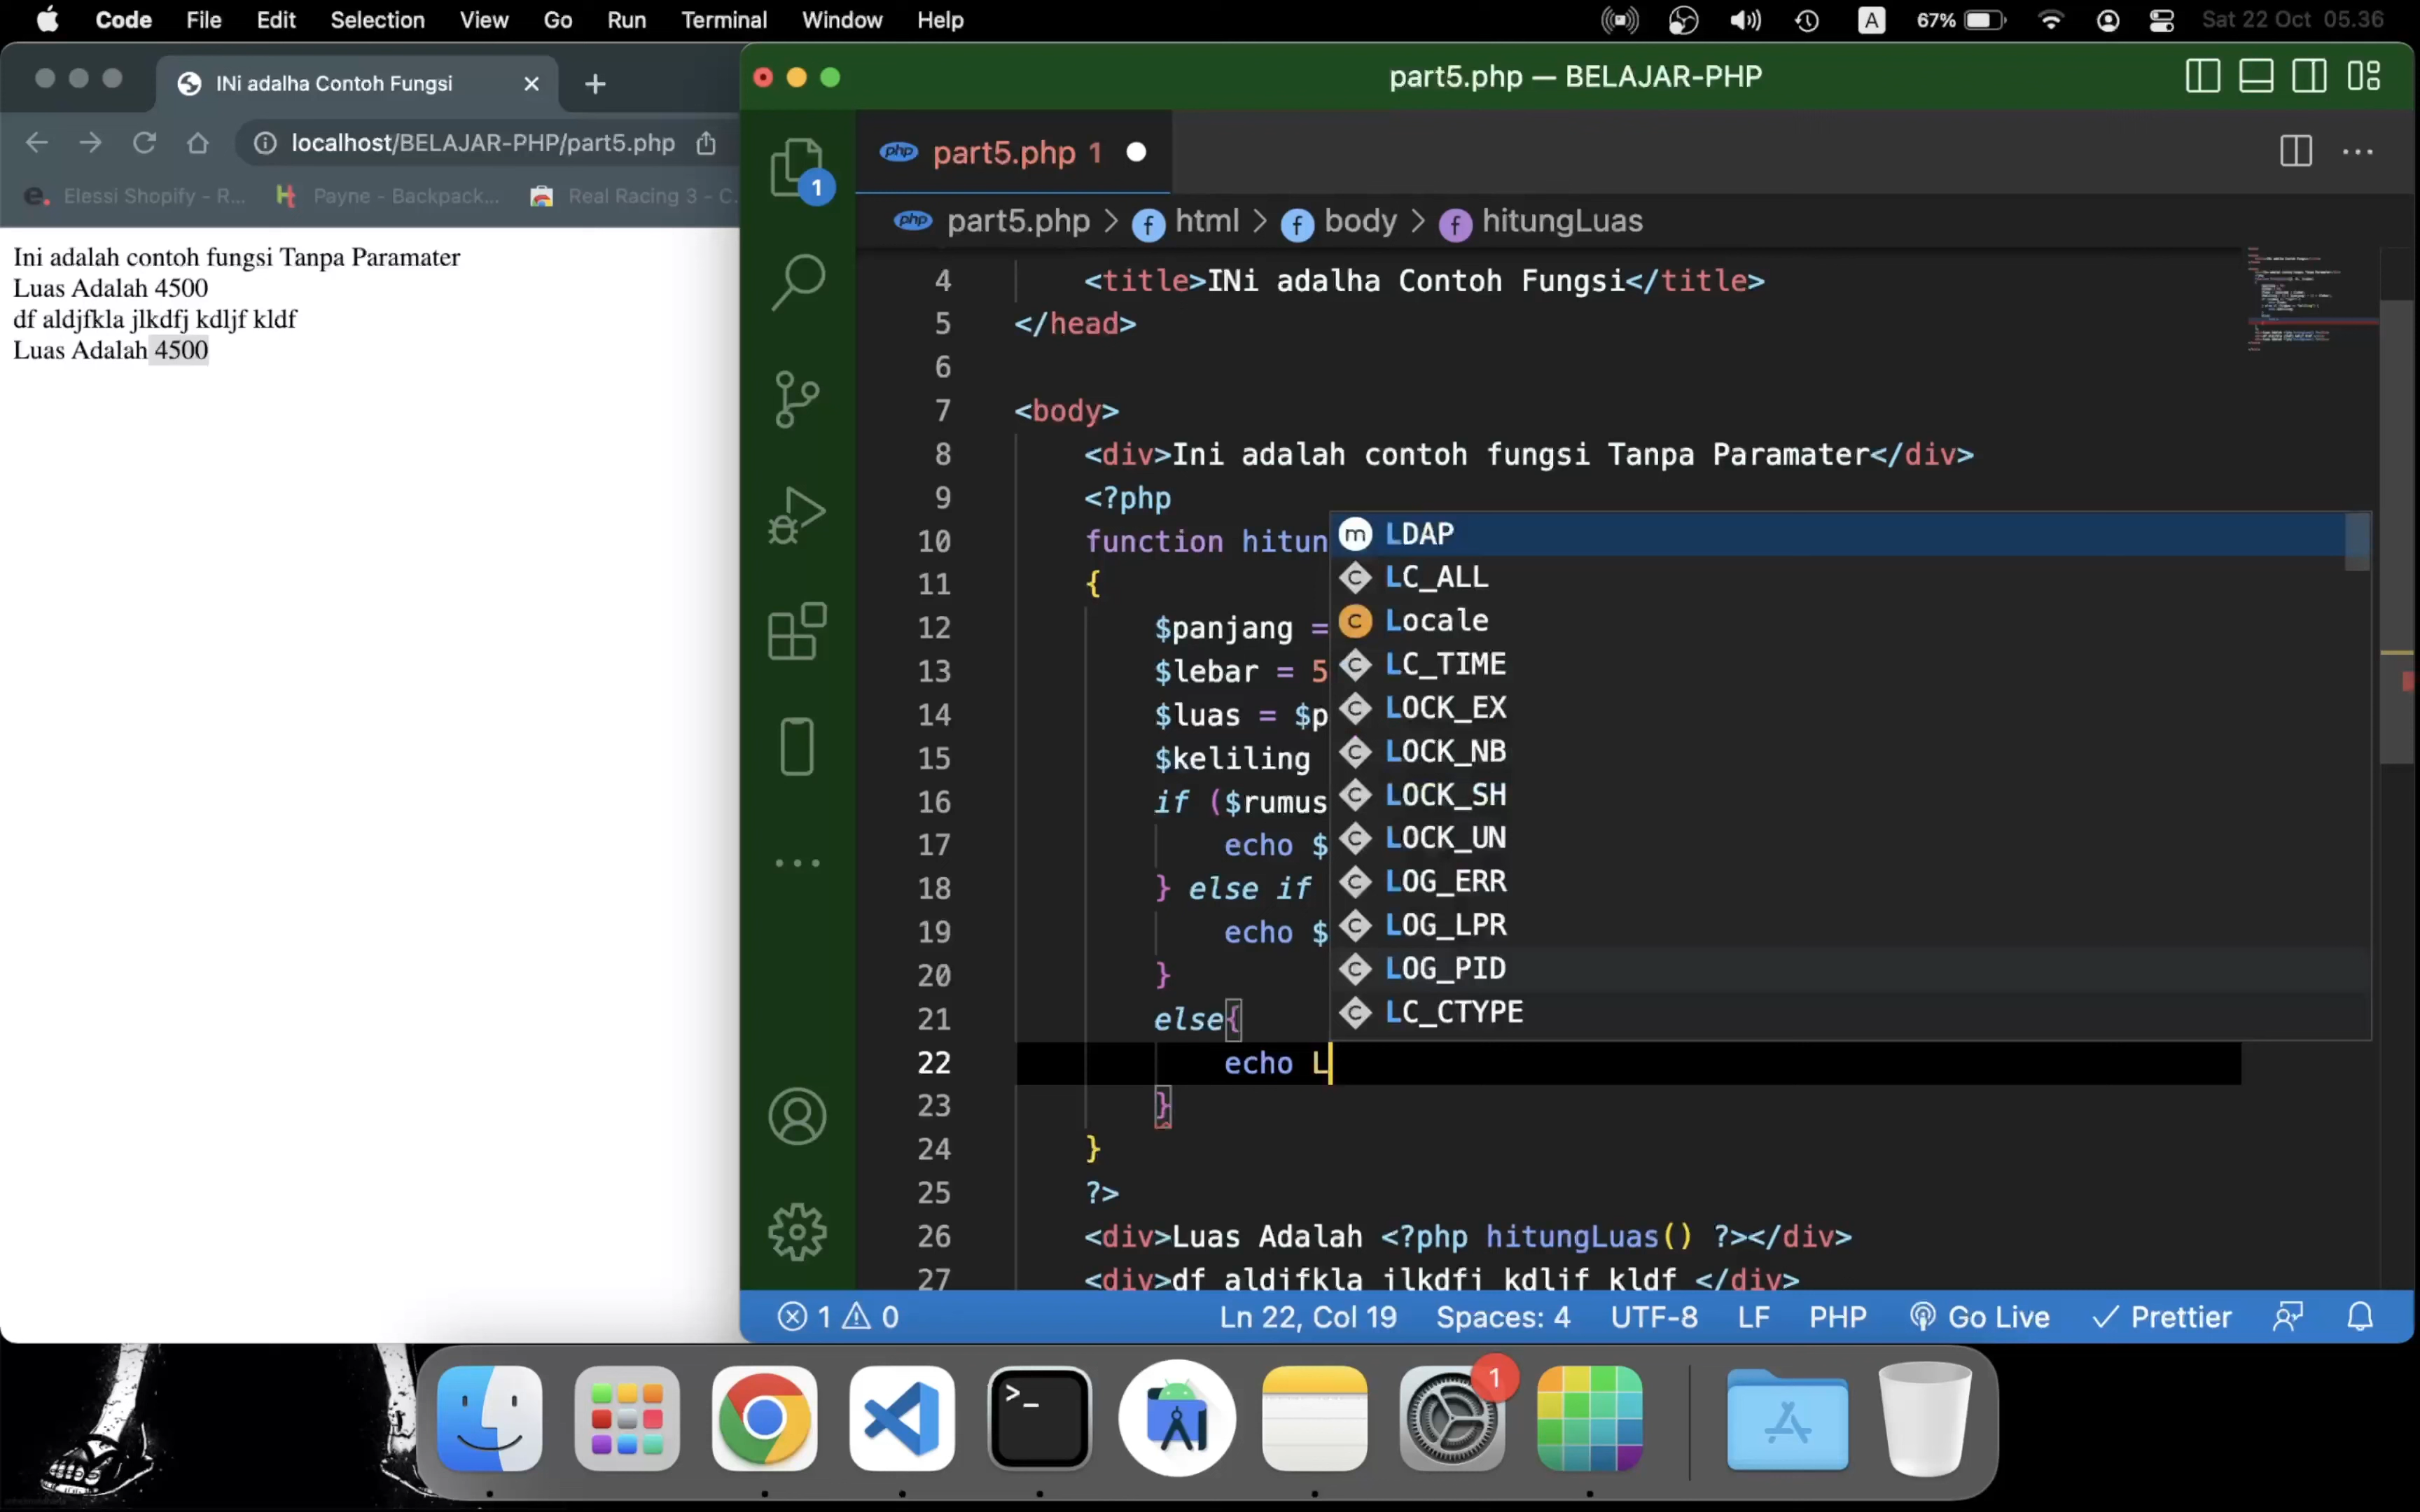 Code File Edit Selection View Go Run Terminal Window Help A 67% Sat 22 Oct 05.36
INi adalha Contoh Fungsi
localhost/BELAJAR-PHP/part5.php
e. Elessi Shopify - R... Ht Payne - Backpack... Real Racing 3 - C...
Ini adalah contoh fungsi Tanpa Paramater
Luas Adalah 4500
df aldjfkla jlkdfj kdljf kldf
Luas Adalah 4500
part5.php — BELAJAR-PHP
1
php part5.php 1
php part5.php > f html > f body > f hitungLuas
4 <title>INi adalha Contoh Fungsi</title>
5 </head>
6
7 <body>
8 <div>Ini adalah contoh fungsi Tanpa Paramater</div>
9 <?php
10 function hitun
11 {
12 $panjang =
13 $lebar = 5
14 $luas = $p
15 $keliling
16 if ($rumus
17 echo $
18 } else if
19 echo $
20 }
21 else{
22 echo L
23 }
24 }
25 ?>
26 <div>Luas Adalah <?php hitungLuas() ?></div>
27 <div>df aldjfkla jlkdfj kdljf kldf </div>
m LDAP
C LC_ALL
C Locale
C LC_TIME
C LOCK_EX
C LOCK_NB
C LOCK_SH
C LOCK_UN
C LOG_ERR
C LOG_LPR
C LOG_PID
C LC_CTYPE
1 0 Ln 22, Col 19 Spaces: 4 UTF-8 LF PHP Go Live Prettier
>_ 1